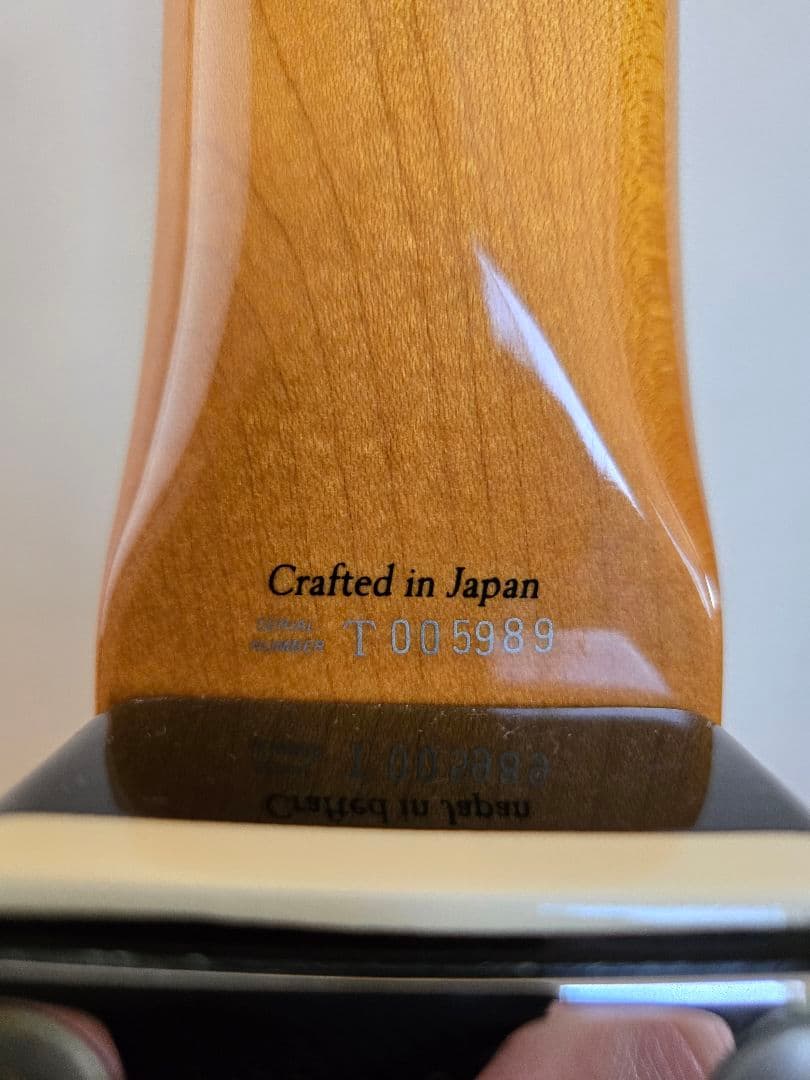 Crafted in Japan
SERIAL
NUMBER T005989